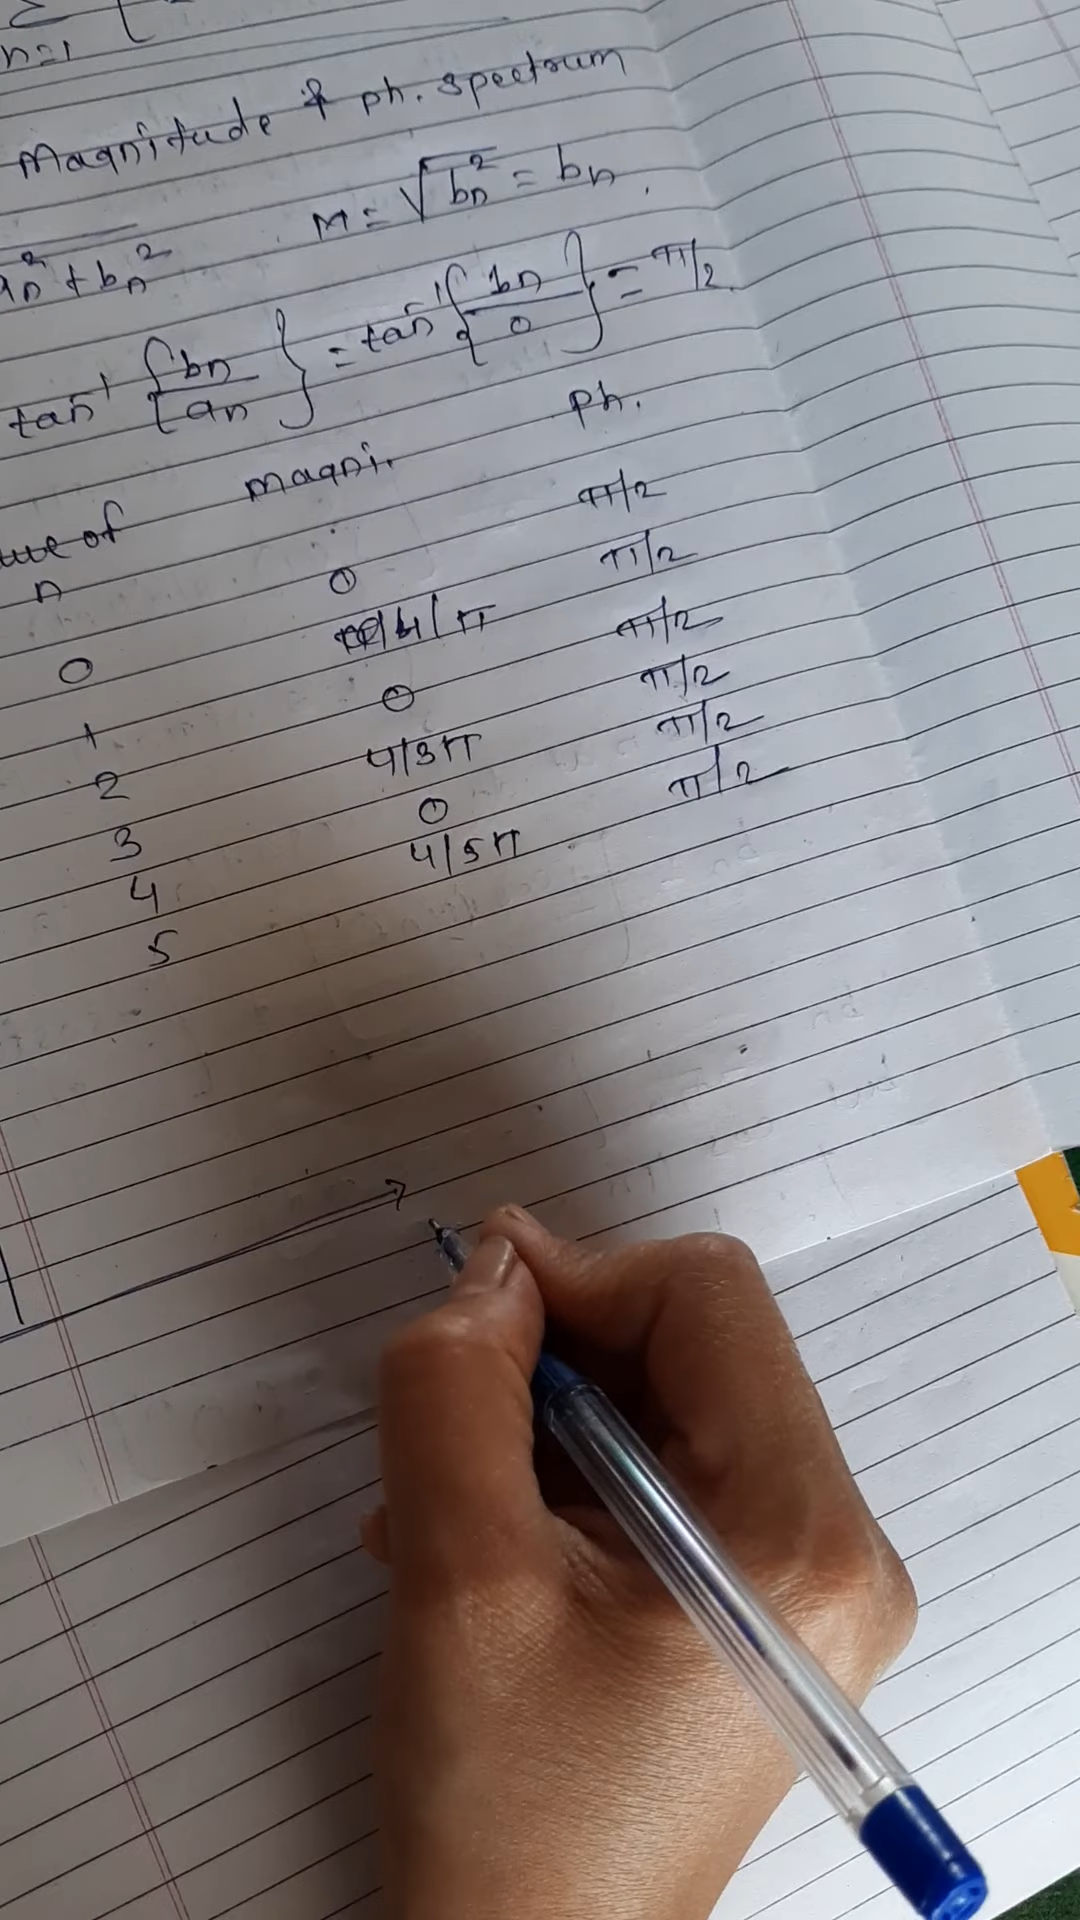 n=1
Magnitude & ph. spectrum
M = √bn² = bn.
an² + bn²
tan⁻¹ {bn/an} = tan⁻¹ {bn/0} = π/2
magni. ph.
of
n
0 0 π/2
1 4/π π/2
2 0 π/2
3 4/3π π/2
4 0 π/2
5 4/5π π/2